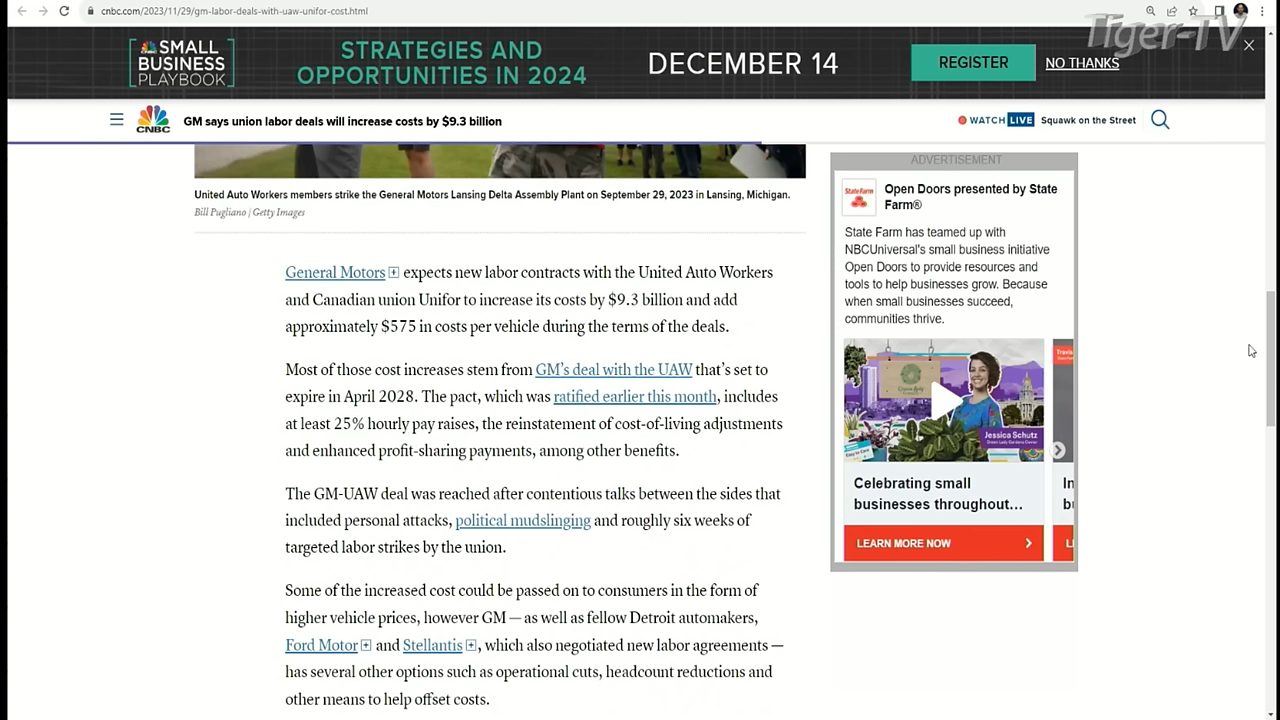 cnbc.com/2023/11/29/gm-labor-deals-with-uaw-unifor-cost.html
Tiger-TV
SMALL
BUSINESS
PLAYBOOK
STRATEGIES AND
OPPORTUNITIES IN 2024
DECEMBER 14
REGISTER
NO THANKS
CNBC
GM says union labor deals will increase costs by $9.3 billion
WATCH LIVE Squawk on the Street
United Auto Workers members strike the General Motors Lansing Delta Assembly Plant on September 29, 2023 in Lansing, Michigan.
Bill Pugliano | Getty Images
General Motors expects new labor contracts with the United Auto Workers
and Canadian union Unifor to increase its costs by $9.3 billion and add
approximately $575 in costs per vehicle during the terms of the deals.
Most of those cost increases stem from GM’s deal with the UAW that’s set to
expire in April 2028. The pact, which was ratified earlier this month, includes
at least 25% hourly pay raises, the reinstatement of cost-of-living adjustments
and enhanced profit-sharing payments, among other benefits.
The GM-UAW deal was reached after contentious talks between the sides that
included personal attacks, political mudslinging and roughly six weeks of
targeted labor strikes by the union.
Some of the increased cost could be passed on to consumers in the form of
higher vehicle prices, however GM — as well as fellow Detroit automakers,
Ford Motor and Stellantis, which also negotiated new labor agreements —
has several other options such as operational cuts, headcount reductions and
other means to help offset costs.
ADVERTISEMENT
State Farm
Open Doors presented by State
Farm®
State Farm has teamed up with
NBCUniversal's small business initiative
Open Doors to provide resources and
tools to help businesses grow. Because
when small businesses succeed,
communities thrive.
Jessica Schutz
Celebrating small
businesses throughout...
LEARN MORE NOW